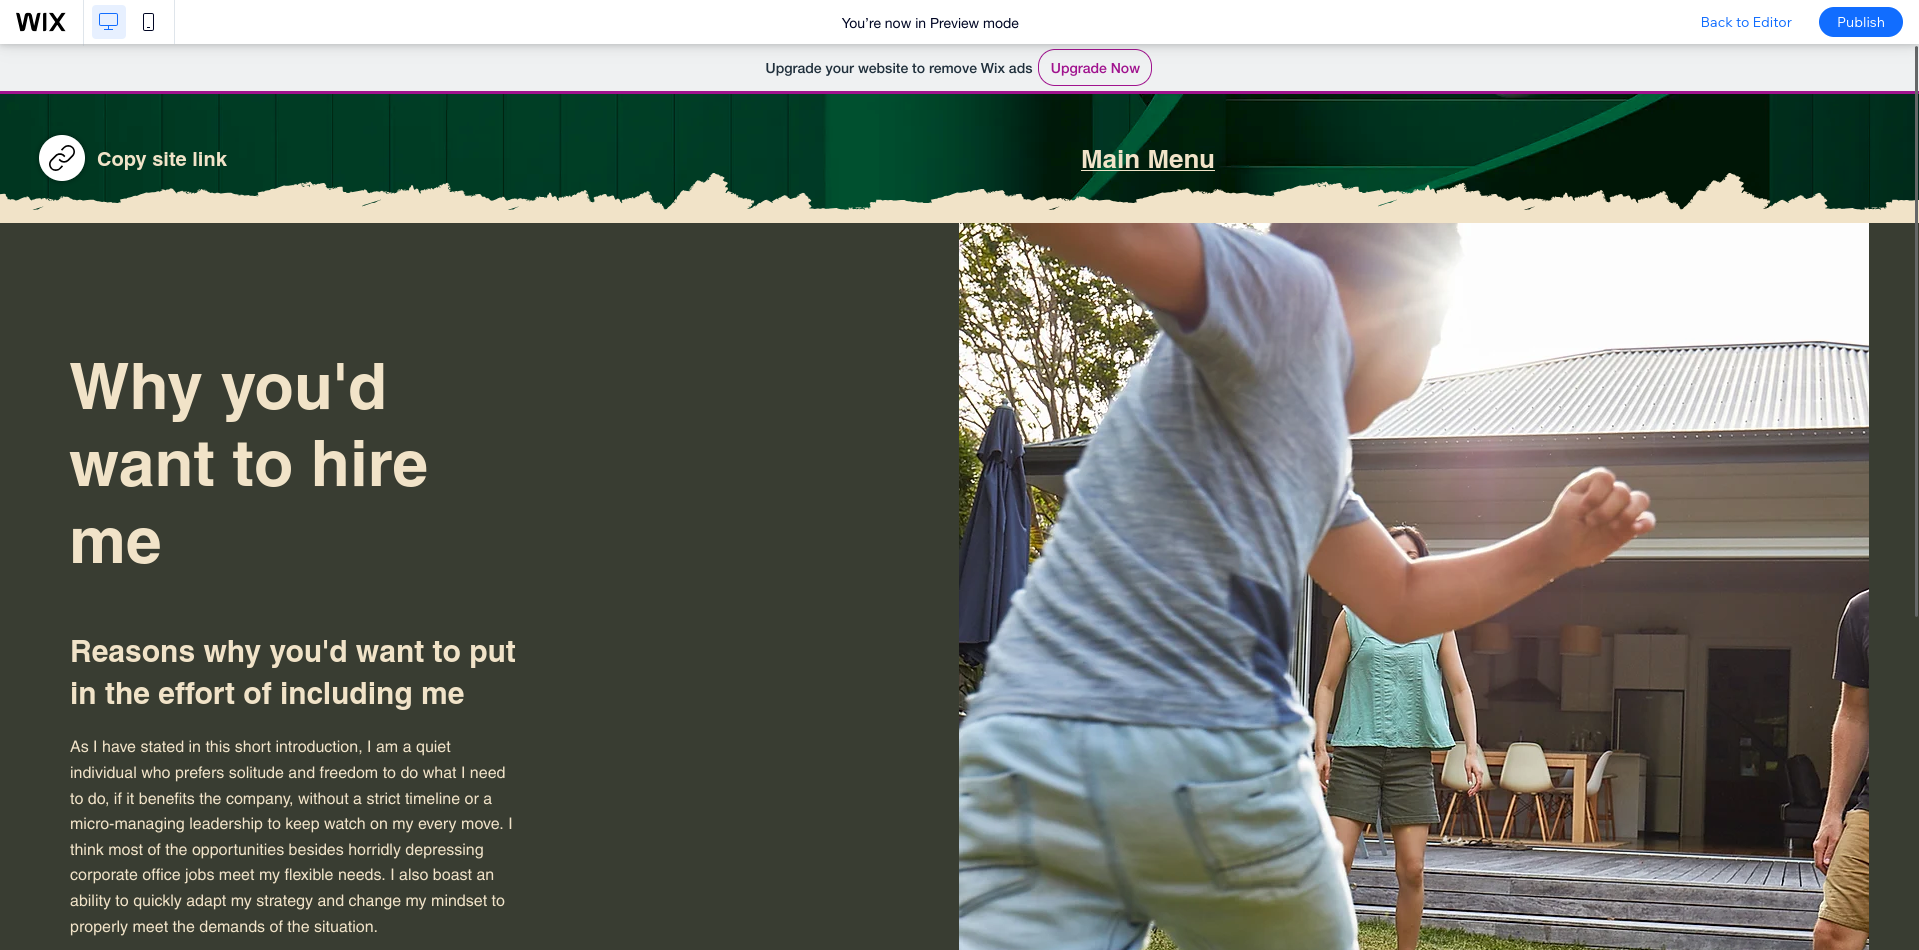 WIX
You're now in Preview mode
Back to Editor
Publish
Upgrade your website to remove Wix ads
Upgrade Now
Copy site link
Main Menu
Why you'd
want to hire
me
Reasons why you'd want to put
in the effort of including me
As I have stated in this short introduction, I am a quiet
individual who prefers solitude and freedom to do what I need
to do, if it benefits the company, without a strict timeline or a
micro-managing leadership to keep watch on my every move. I
think most of the opportunities besides horridly depressing
corporate office jobs meet my flexible needs. I also boast an
ability to quickly adapt my strategy and change my mindset to
properly meet the demands of the situation.